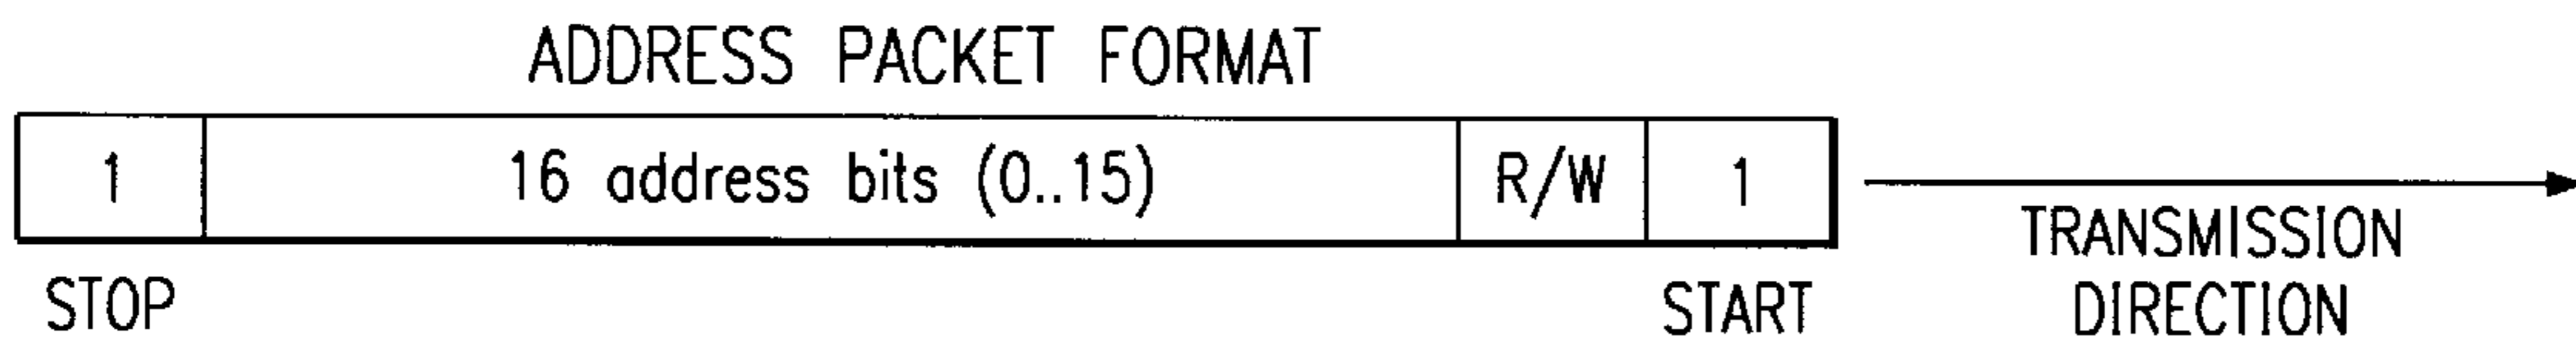 ADDRESS PACKET FORMAT
1 16 address bits (0..15) R/W 1
STOP START
TRANSMISSION
DIRECTION